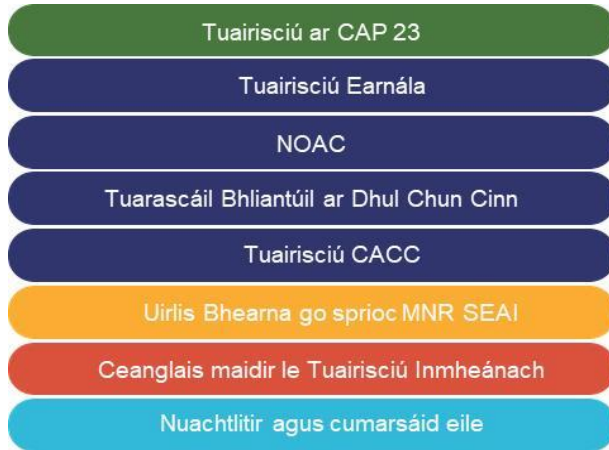 Tuairisciú ar CAP 23
Tuairisciú Earnála
NOAC
Tuarascáil Bhliantúil ar Dhul Chun Cinn
Tuairisciú CACC
Uirlis Bhearna go sprioc MNR SEAI
Ceanglais maidir le Tuairisciú Inmheánach
Nuachtlitir agus cumarsáid eile